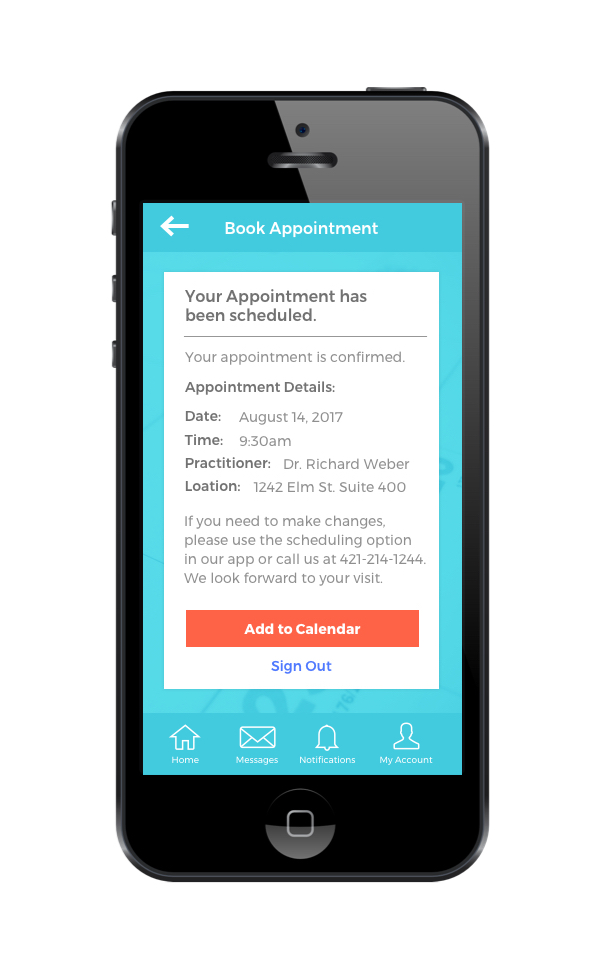 Book Appointment
Your Appointment has
been scheduled.
Your appointment is confirmed.
Appointment Details:
Date: August 14, 2017
Time: 9:30am
Practitioner: Dr. Richard Weber
Loation: 1242 Elm St. Suite 400
If you need to make changes,
please use the scheduling option
in our app or call us at 421-214-1244.
We look forward to your visit.
Add to Calendar
Sign Out
Home Messages Notifications My Account